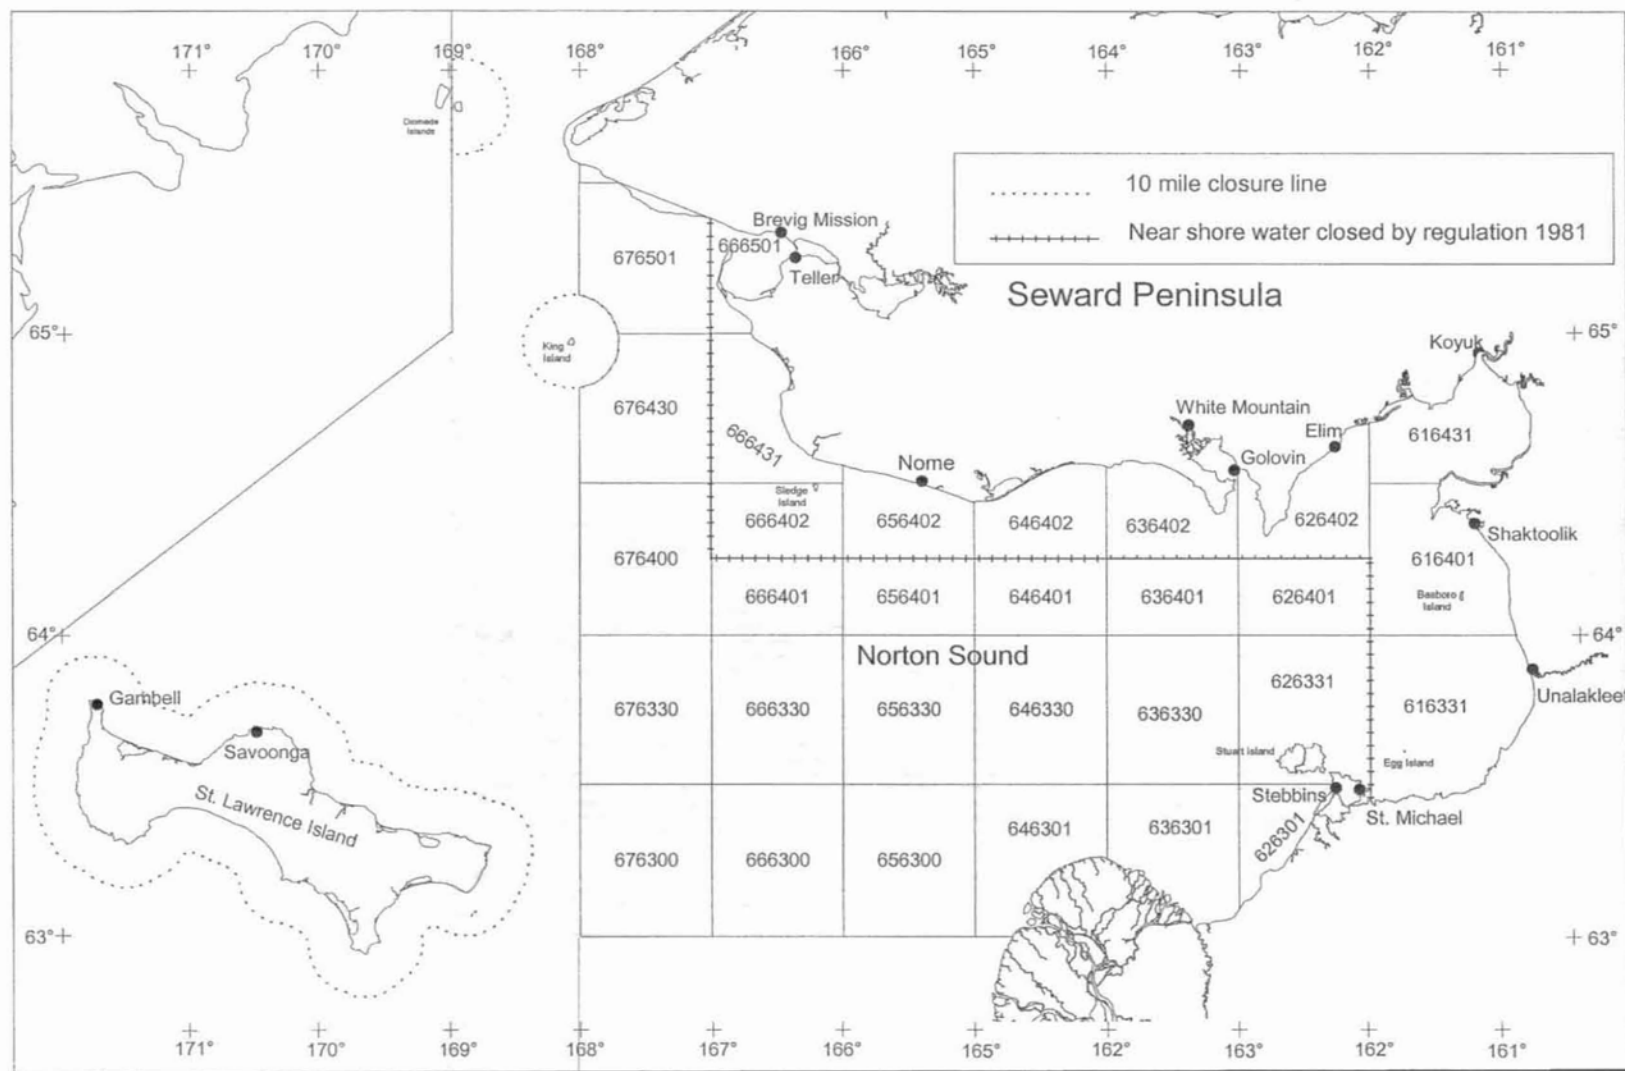 171° 170° 169° 168° 166° 165° 164° 163° 162° 161°
Diomede
Islands
10 mile closure line
Near shore water closed by regulation 1981
Brevig Mission
666501
676501
Teller
Seward Peninsula
65°
65°
King
Island
Koyuk
676430
White Mountain
666431
Elim
616431
Nome
Golovin
Sledge
Island
666402
656402
646402
636402
626402
Shaktoolik
676400
616401
666401
656401
646401
636401
626401
Besboro
Island
64°
64°
Norton Sound
Gambell
626331
Unalakleet
676330
666330
656330
646330
636330
616331
Savoonga
Stuart Island
Egg Island
St. Lawrence Island
Stebbins
St. Michael
646301
636301
626301
676300
666300
656300
63°
63°
171° 170° 169° 168° 167° 166° 165° 162° 163° 162° 161°